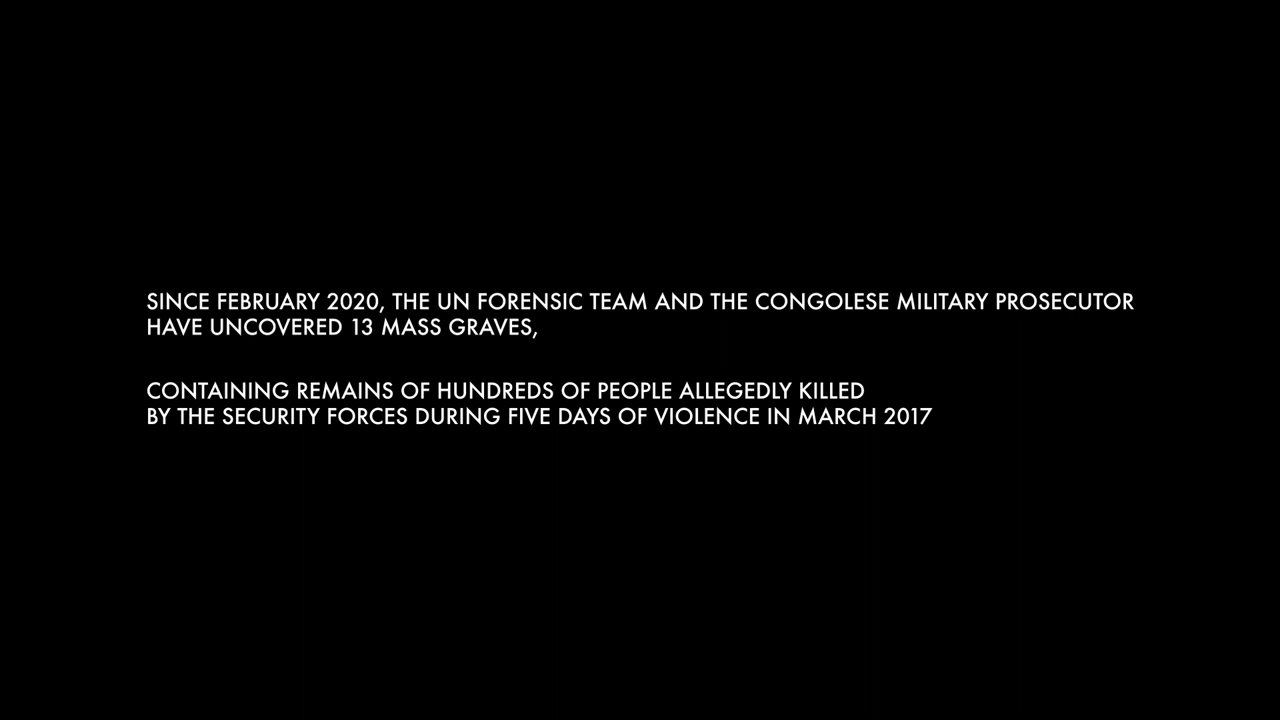 SINCE FEBRUARY 2020, THE UN FORENSIC TEAM AND THE CONGOLESE MILITARY PROSECUTOR
HAVE UNCOVERED 13 MASS GRAVES,
CONTAINING REMAINS OF HUNDREDS OF PEOPLE ALLEGEDLY KILLED
BY THE SECURITY FORCES DURING FIVE DAYS OF VIOLENCE IN MARCH 2017